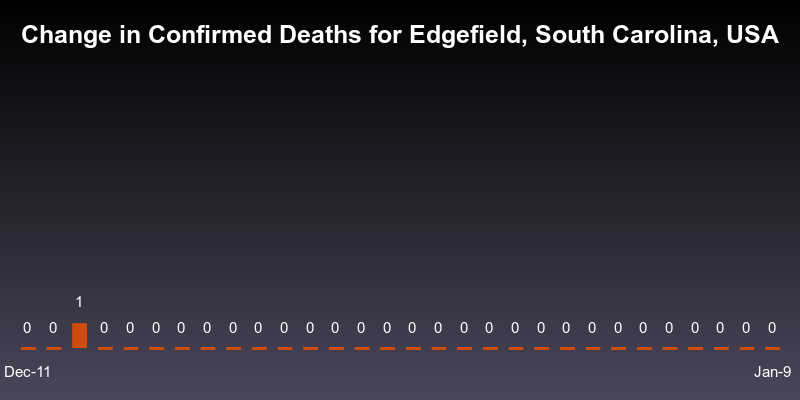 Change in Confirmed Deaths for Edgefield, South Carolina, USA
1
0 0 0 0 0 0 0 0 0 0 0 0 0 0 0 0 0 0 0 0 0 0 0 0 0 0 0 0 0
Dec-11 Jan-9